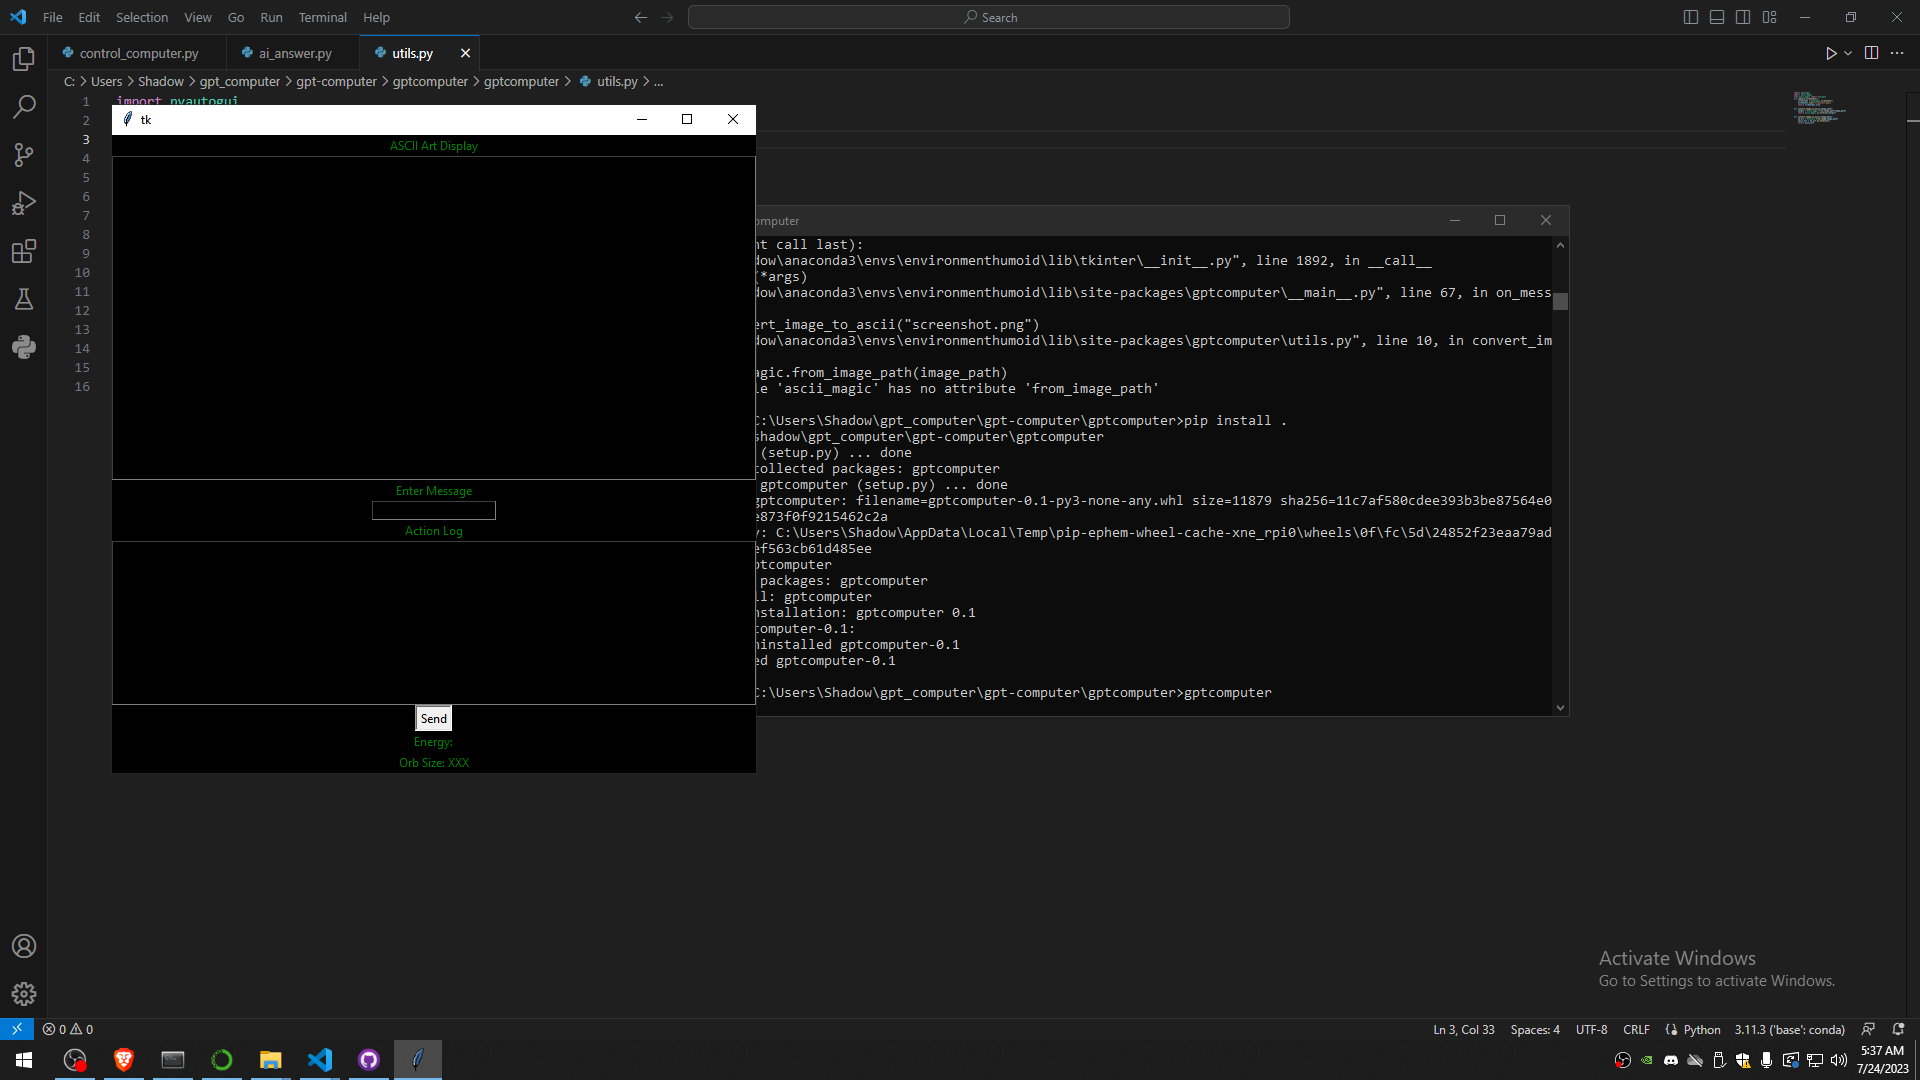 File Edit Selection View Go Run Terminal Help
Search
control_computer.py
ai_answer.py
utils.py
C: > Users > Shadow > gpt_computer > gpt-computer > gptcomputer > gptcomputer > utils.py > ...
1
import pyautogui
2
3
4
5
6
7
8
9
10
11
12
13
14
15
16
tk
ASCII Art Display
Enter Message
Action Log
Send
Energy:
Orb Size: XXX
omputer
nt call last):
dow\anaconda3\envs\environmenthumoid\lib\tkinter\__init__.py", line 1892, in __call__
(*args)
dow\anaconda3\envs\environmenthumoid\lib\site-packages\gptcomputer\__main__.py", line 67, in on_mess
ert_image_to_ascii("screenshot.png")
dow\anaconda3\envs\environmenthumoid\lib\site-packages\gptcomputer\utils.py", line 10, in convert_im
agic.from_image_path(image_path)
le 'ascii_magic' has no attribute 'from_image_path'
C:\Users\Shadow\gpt_computer\gpt-computer\gptcomputer>pip install .
shadow\gpt_computer\gpt-computer\gptcomputer
(setup.py) ... done
collected packages: gptcomputer
gptcomputer (setup.py) ... done
gptcomputer: filename=gptcomputer-0.1-py3-none-any.whl size=11879 sha256=11c7af580cdee393b3be87564e0
e873f0f9215462c2a
y: C:\Users\Shadow\AppData\Local\Temp\pip-ephem-wheel-cache-xne_rpi0\wheels\0f\fc\5d\24852f23eaa79ad
ef563cb61d485ee
ptcomputer
packages: gptcomputer
ll: gptcomputer
nstallation: gptcomputer 0.1
computer-0.1:
ninstalled gptcomputer-0.1
ed gptcomputer-0.1
C:\Users\Shadow\gpt_computer\gpt-computer\gptcomputer>gptcomputer
Activate Windows
Go to Settings to activate Windows.
0 0
Ln 3, Col 33 Spaces: 4 UTF-8 CRLF Python 3.11.3 ('base': conda)
5:37 AM
7/24/2023